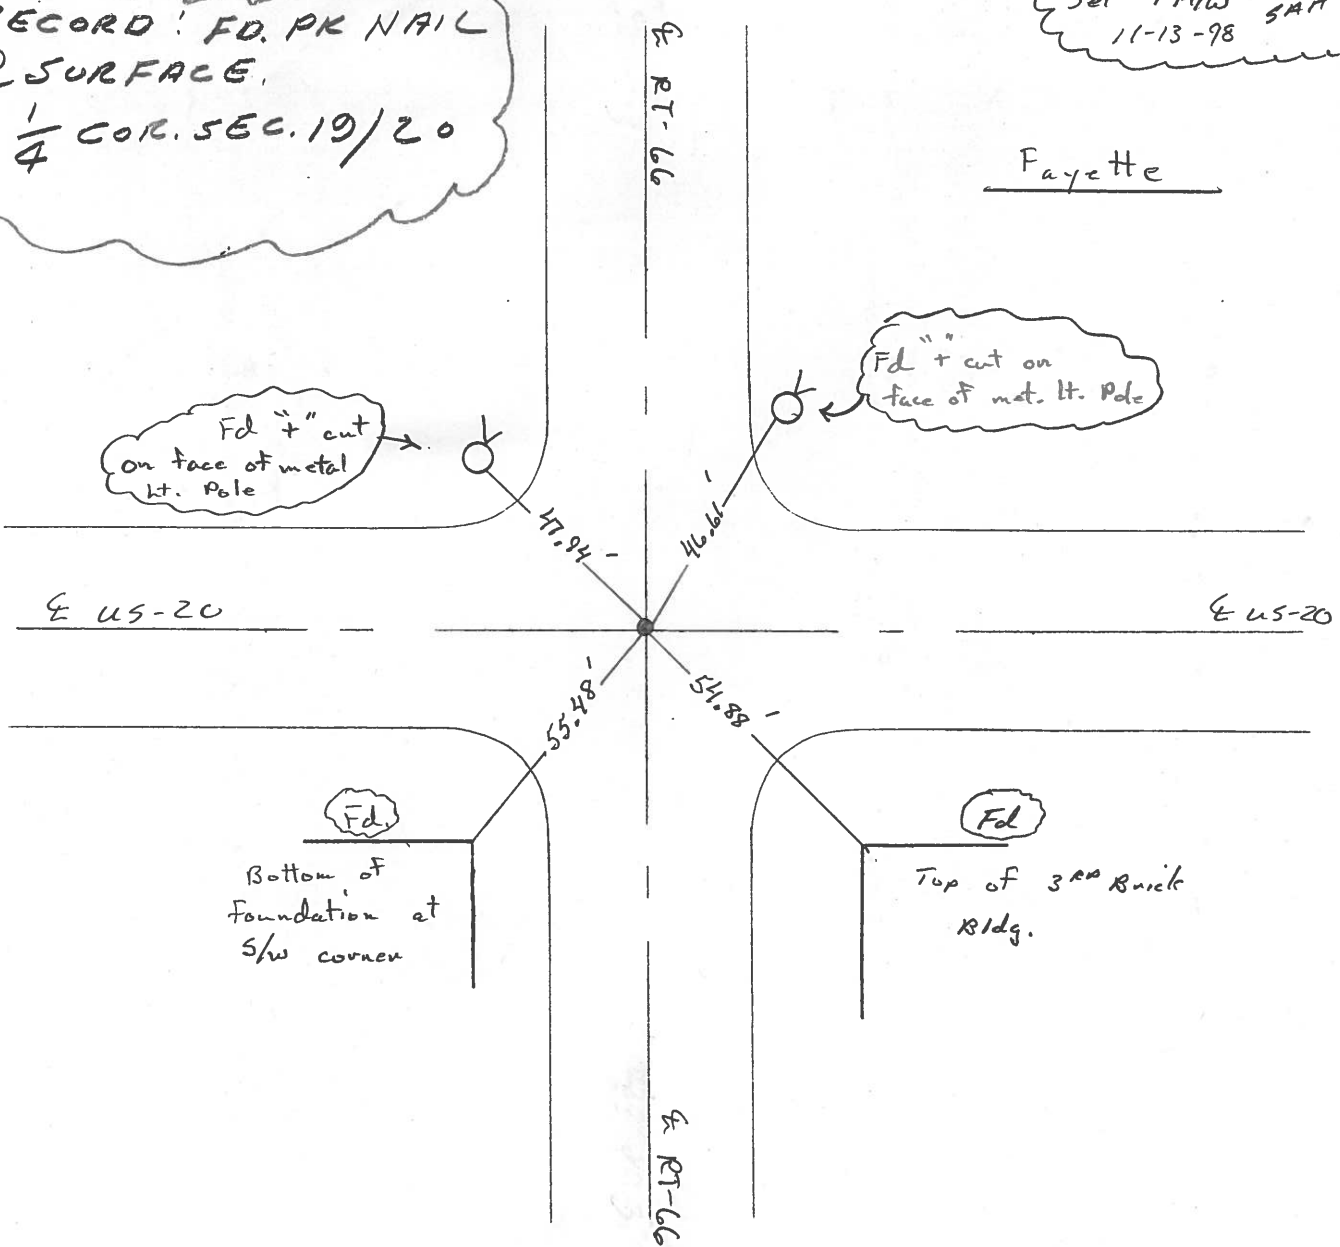 ECORD: FD. PK NAIL
SURFACE.
1/4 COR. SEC. 19/20
11-13-98
℄ RT-66
Fayette
Fd "+" cut on
face of met. lt. Pole
Fd "+" cut
on face of metal
Lt. Pole
47.94'
46.61'
℄ US-20
℄ US-20
55.48'
54.88'
Fd.
Fd
Bottom of
foundation at
S/W corner
Top of 3RD Brick
Bldg.
℄ RT-66